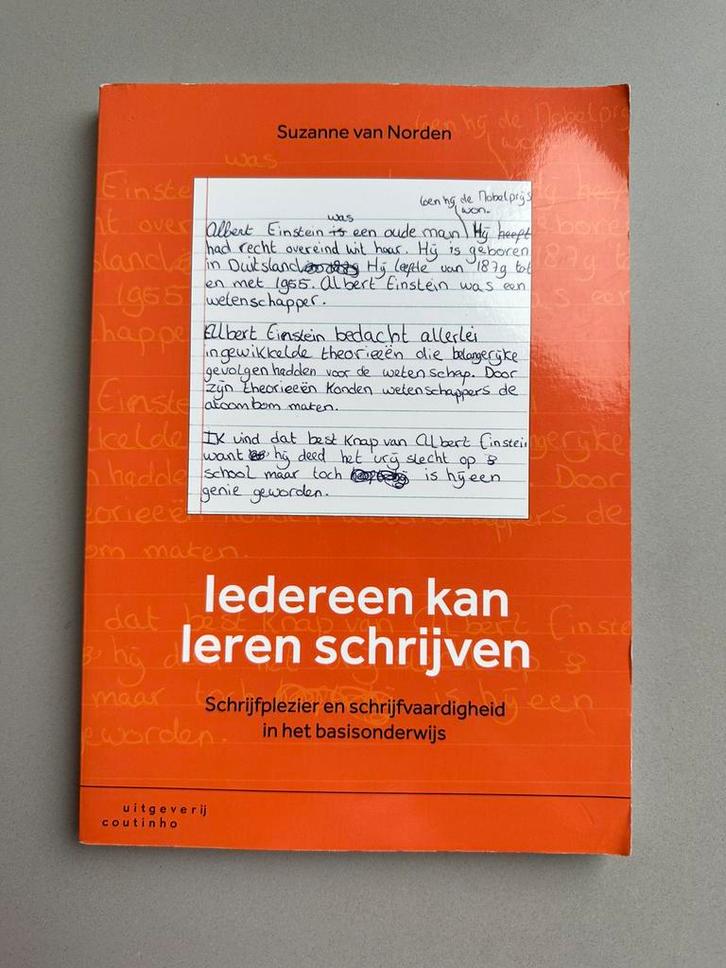 Suzanne van Norden
toen hij de Nobelprijs
won.
was
Albert Einstein is een oude man Hij heeft
had recht overeind wit haar. Hij is geboren
in Duitsland Hij leefde van 1879 tot
en met 1955. Albert Einstein was een
wetenschapper.
Albert Einstein bedacht allerlei
ingewikkelde theorieeën die belangerijke
gevolgen hadden voor de wetenschap. Door
zijn theorieeën konden wetenschappers de
atoombom maken.
Ik vind dat best knap van Albert Einstein
want hij deed het vrij slecht op
school maar toch is hij een
genie geworden.
Iedereen kan
leren schrijven
Schrijfplezier en schrijfvaardigheid
in het basisonderwijs
uitgeverij
coutinho